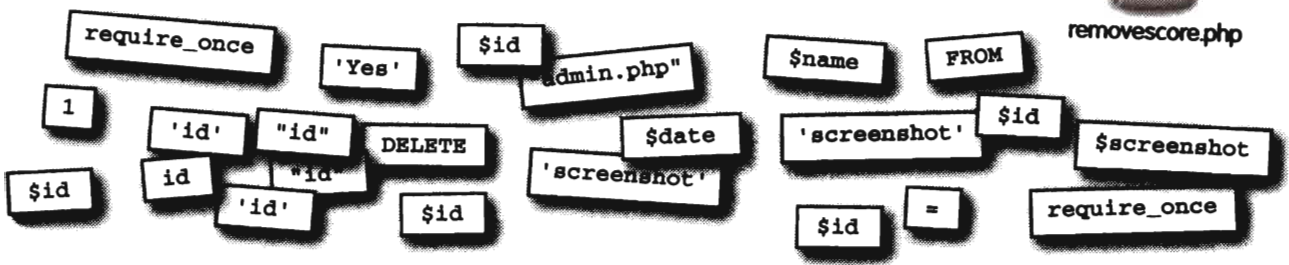 removescore.php
require_once
'Yes'
$id
admin.php"
$name
FROM
1
'id'
"id"
DELETE
$date
'screenshot'
$id
$screenshot
$id
id
"id"
'id'
$id
'screenshot'
$id
=
require_once